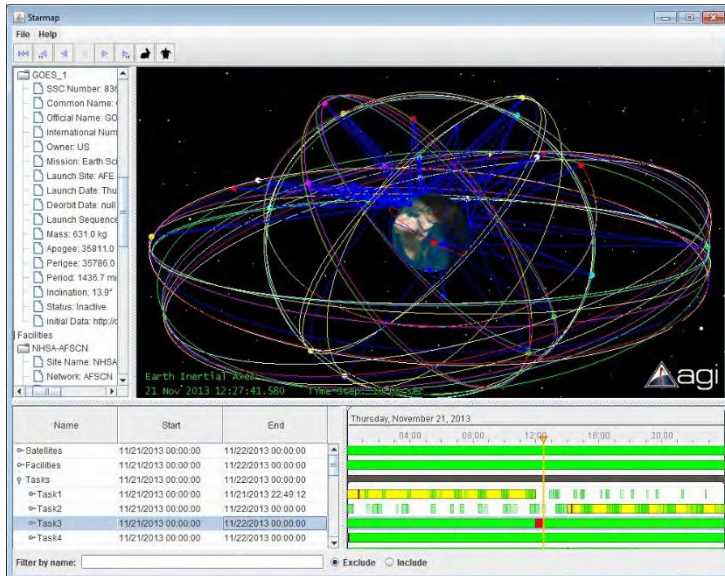 Starmap
File Help
GOES_1
SSC Number: 836
Common Name:
Official Name: GO
International Num
Owner: US
Mission: Earth Sci
Launch Site: AFE
Launch Date: Thu
Deorbit Date: null
Launch Sequence
Mass: 631.0 kg
Apogee: 35811.0
Perigee: 35786.0
Period: 1436.7 mi
Inclination: 13.9°
Status: Inactive
Initial Data: http://c
Facilities
NHSA-AFSCN
Site Name: NHSA
Network: AFSCN
Earth Inertial Axes
21 Nov 2013 12:27:41.580 Time Step:
agi
Name Start End
Thursday, November 21, 2013
04:00 08:00 12:00 16:00 20:00
Satellites 11/21/2013 00:00:00 11/22/2013 00:00:00
Facilities 11/21/2013 00:00:00 11/22/2013 00:00:00
Tasks 11/21/2013 00:00:00 11/22/2013 00:00:00
Task1 11/21/2013 00:00:00 11/21/2013 22:49:12
Task2 11/21/2013 00:00:00 11/22/2013 00:00:00
Task3 11/21/2013 00:00:00 11/22/2013 00:00:00
Task4 11/21/2013 00:00:00 11/22/2013 00:00:00
Filter by name: Exclude Include